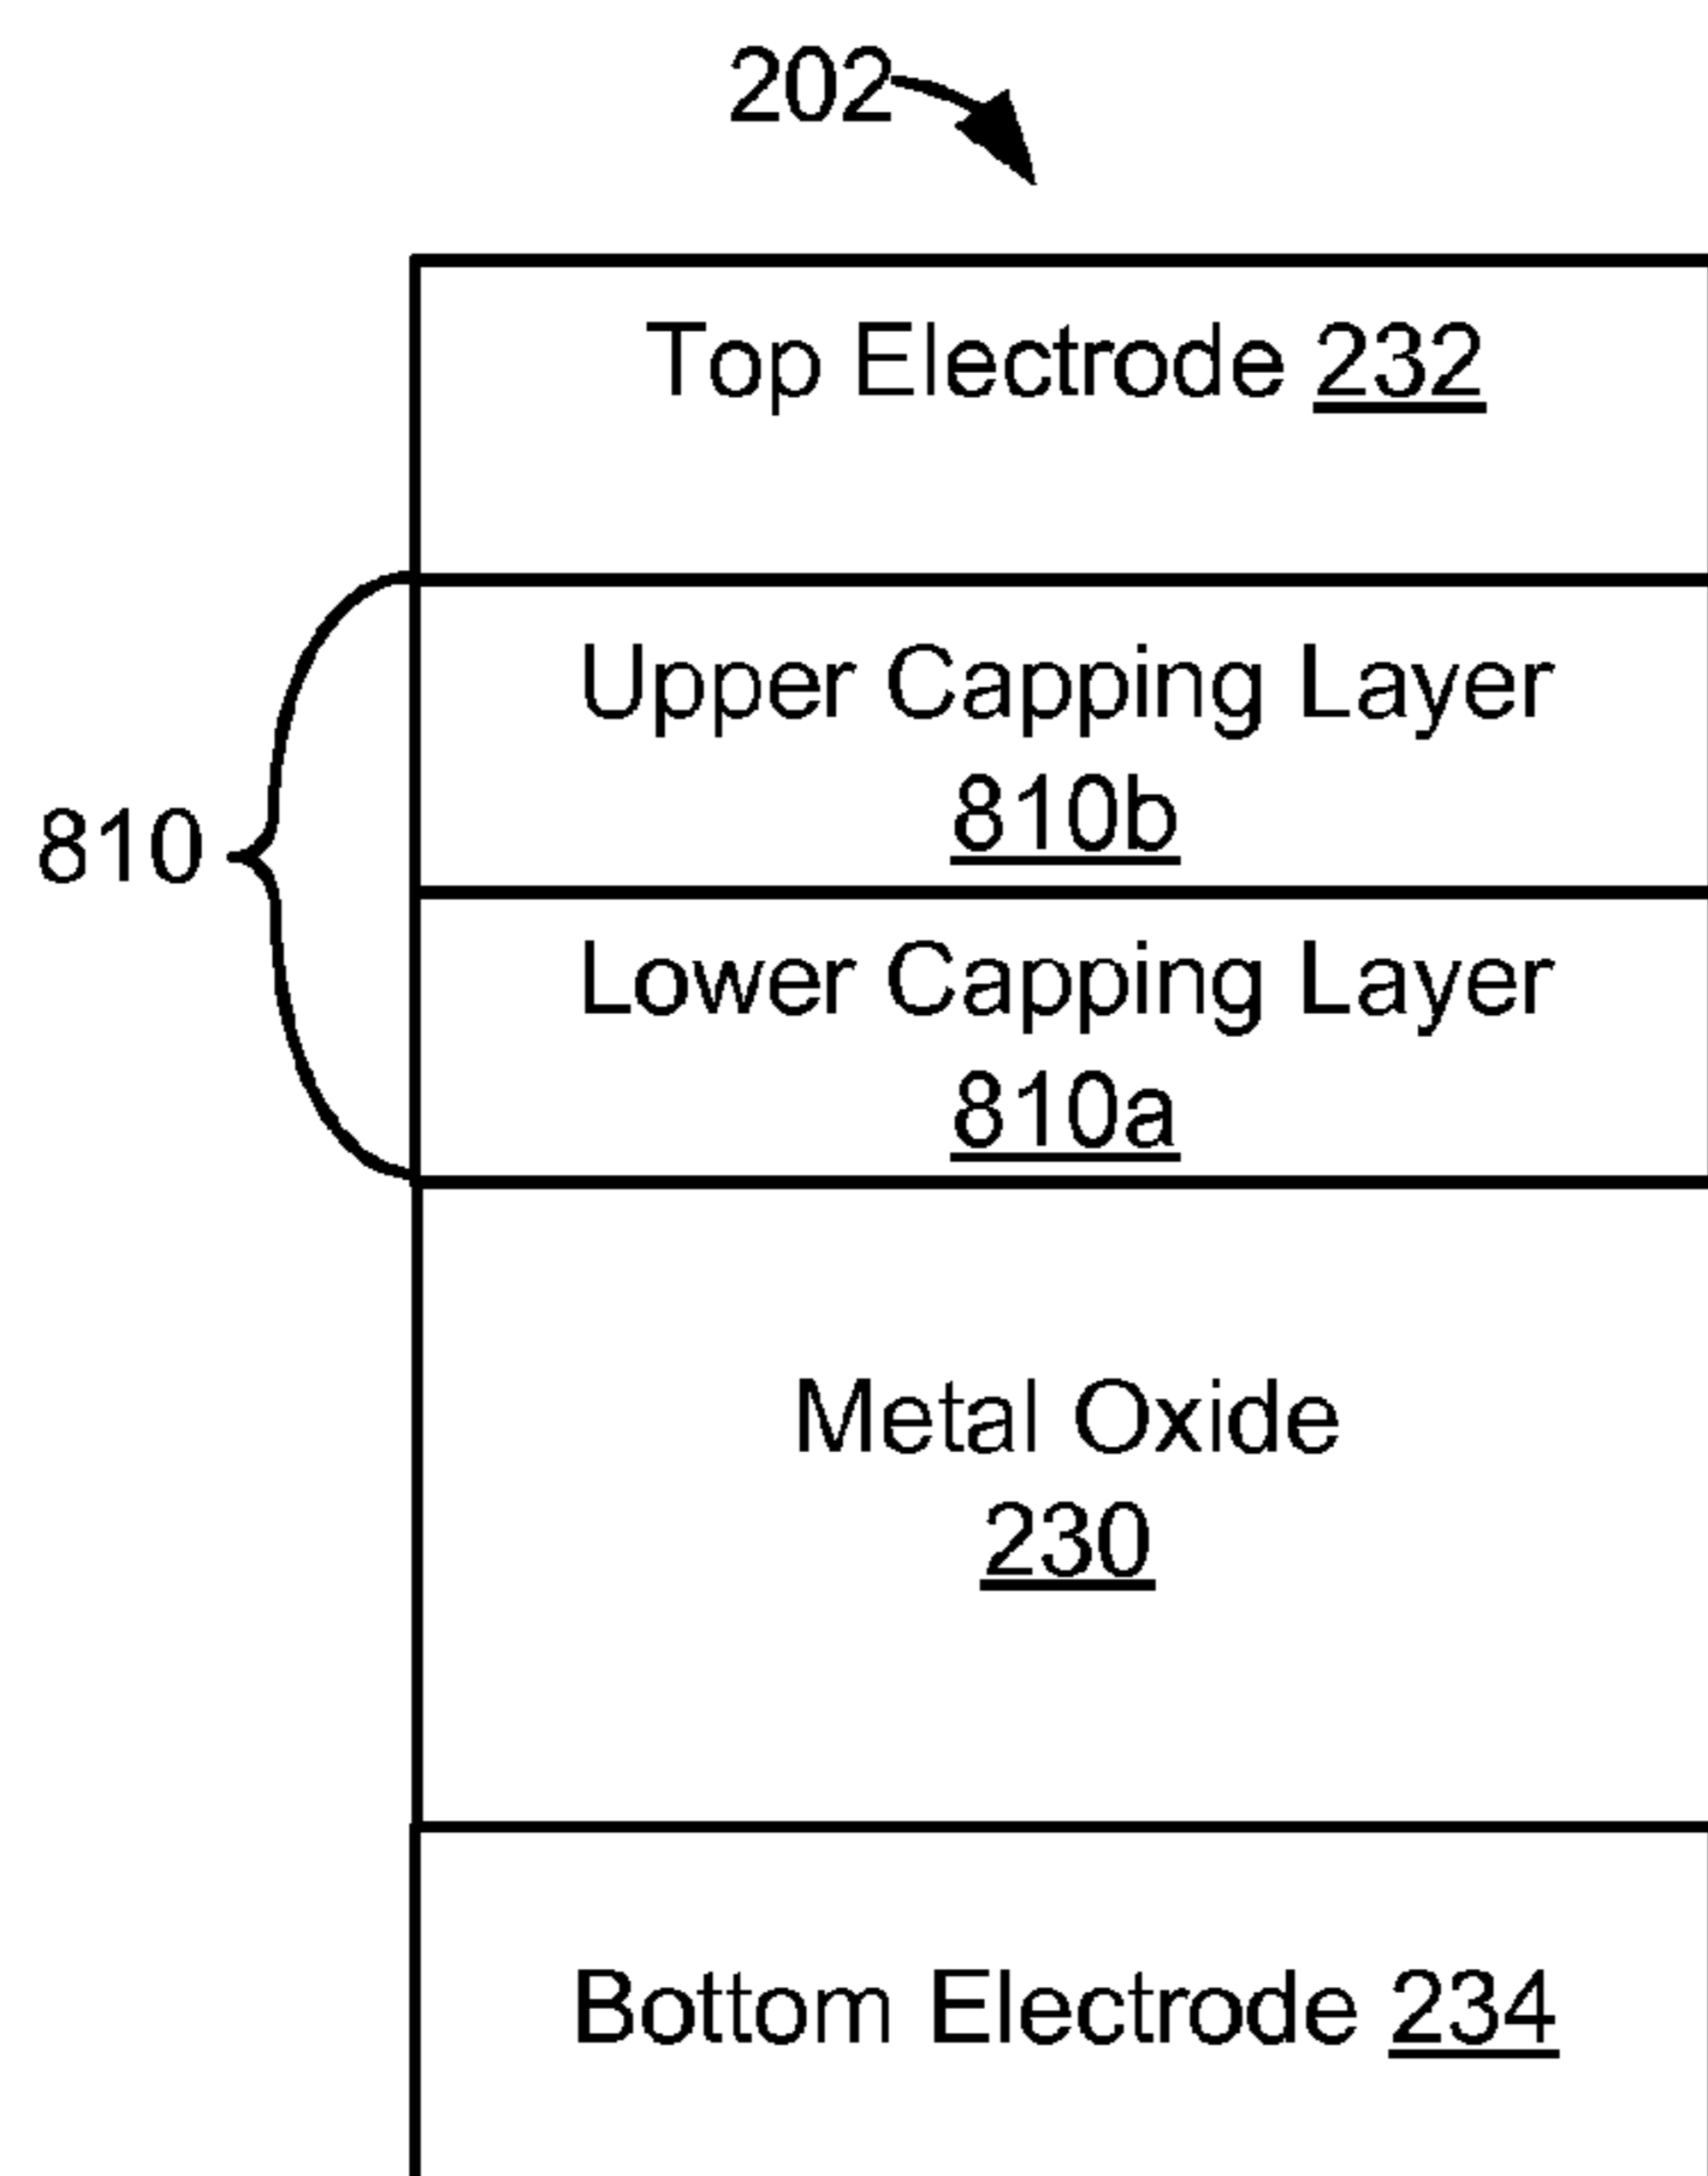 202
Top Electrode 232
Upper Capping Layer
810b
810
Lower Capping Layer
810a
Metal Oxide
230
Bottom Electrode 234